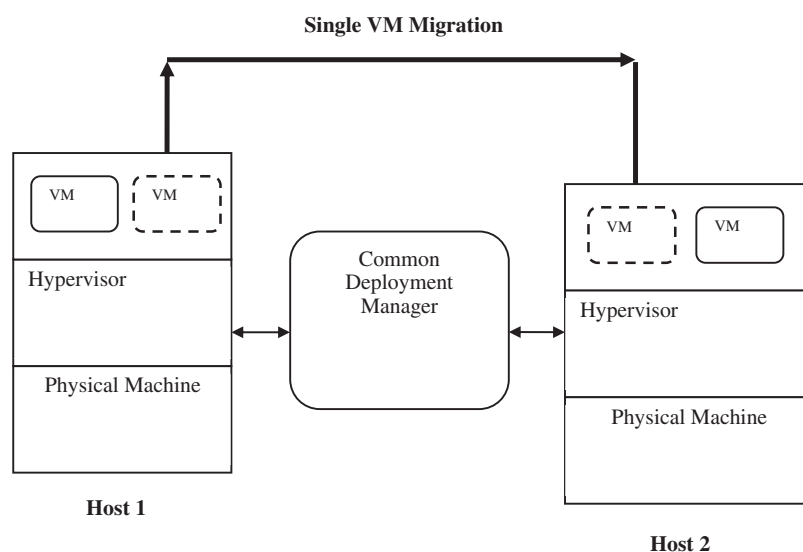 Single VM Migration
VM
VM
Hypervisor
Physical Machine
Host 1
Common
Deployment
Manager
VM
VM
Hypervisor
Physical Machine
Host 2